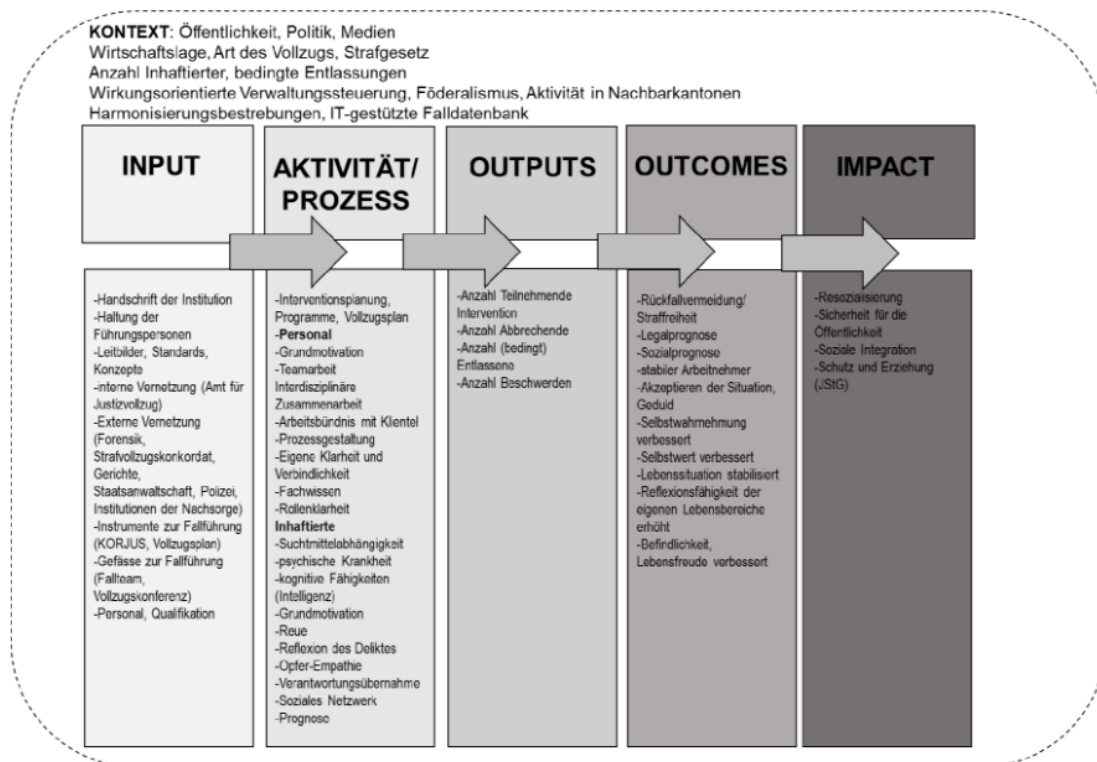 KONTEXT: Öffentlichkeit, Politik, Medien
Wirtschaftslage, Art des Vollzugs, Strafgesetz
Anzahl Inhaftierter, bedingte Entlassungen
Wirkungsorientierte Verwaltungssteuerung, Föderalismus, Aktivität in Nachbarkantonen
Harmonisierungsbestrebungen, IT-gestützte Falldatenbank
INPUT
-Handschrift der Institution
-Haltung der
Führungspersonen
-Leitbilder, Standards,
Konzepte
-interne Vernetzung (Amt für
Justizvollzug)
-Externe Vernetzung
(Forensik,
Strafvollzugskonkordat,
Gerichte,
Staatsanwaltschaft, Polizei,
Institutionen der Nachsorge)
-Instrumente zur Fallführung
(KORJUS, Vollzugsplan)
-Gefässe zur Fallführung
(Fallteam,
Vollzugskonferenz)
-Personal, Qualifikation
AKTIVITÄT/
PROZESS
-Interventionsplanung,
Programme, Vollzugsplan
-Personal
-Grundmotivation
-Teamarbeit
Interdisziplinäre
Zusammenarbeit
-Arbeitsbündnis mit Klientel
-Prozessgestaltung
-Eigene Klarheit und
Verbindlichkeit
-Fachwissen
-Rollenklarheit
Inhaftierte
-Suchtmittelabhängigkeit
-psychische Krankheit
-kognitive Fähigkeiten
(Intelligenz)
-Grundmotivation
-Reue
-Reflexion des Deliktes
-Opfer-Empathie
-Verantwortungsübernahme
-Soziales Netzwerk
-Prognose
OUTPUTS
-Anzahl Teilnehmende
Intervention
-Anzahl Abbrechende
-Anzahl (bedingt)
Entlassene
-Anzahl Beschwerden
OUTCOMES
-Rückfallvermeidung/
Straffreiheit
-Legalprognose
-Sozialprognose
-stabiler Arbeitnehmer
-Akzeptieren der Situation,
Geduld
-Selbstwahrnehmung
verbessert
-Selbstwert verbessert
-Lebenssituation stabilisiert
-Reflexionsfähigkeit der
eigenen Lebensbereiche
erhöht
-Befindlichkeit,
Lebensfreude verbessert
IMPACT
-Resozialisierung
-Sicherheit für die
Öffentlichkeit
-Soziale Integration
-Schutz und Erziehung
(JStG)